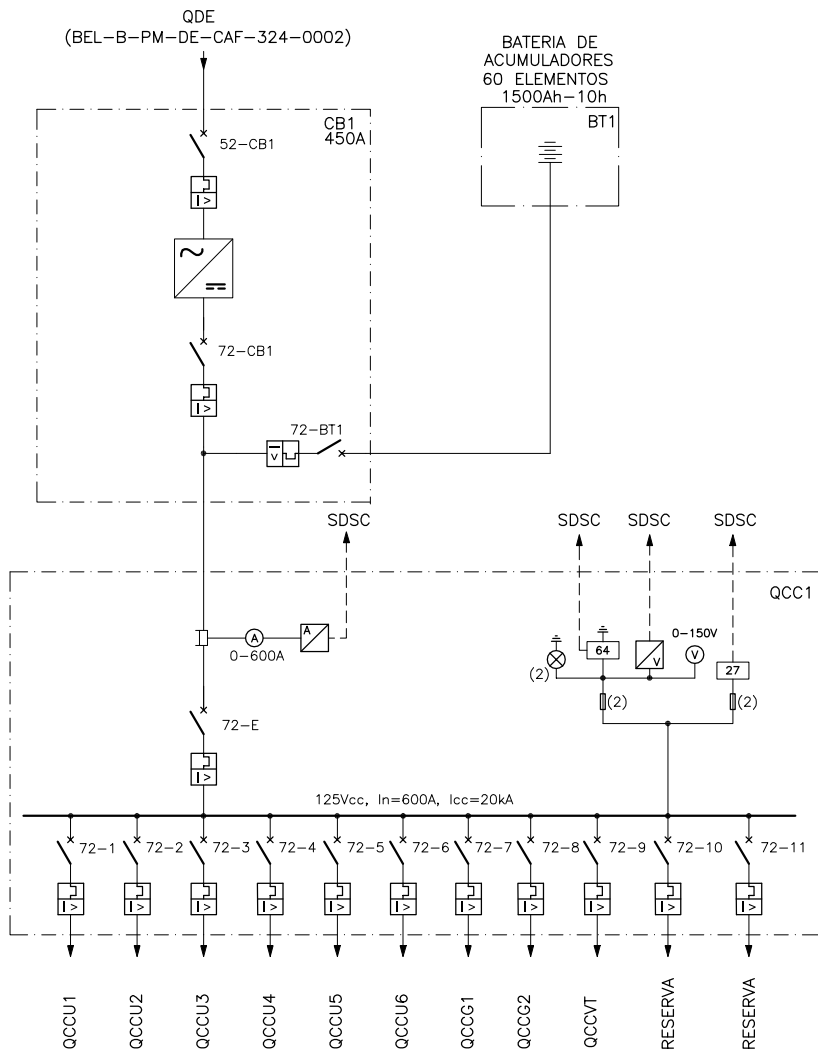 QDE
(BEL-B-PM-DE-CAF-324-0002)
BATERIA DE
ACUMULADORES
60 ELEMENTOS
1500Ah-10h
CB1
450A
BT1
52-CB1
I >
72-CB1
I >
72-BT1
I >
SDSC
SDSC
SDSC
SDSC
QCC1
A
A
0-600A
(2)
64
V
0-150V
V
27
(2)
(2)
72-E
I >
125Vcc, In=600A, Icc=20kA
72-1
72-2
72-3
72-4
72-5
72-6
72-7
72-8
72-9
72-10
72-11
I >
I >
I >
I >
I >
I >
I >
I >
I >
I >
I >
QCCU1
QCCU2
QCCU3
QCCU4
QCCU5
QCCU6
QCCG1
QCCG2
QCCVT
RESERVA
RESERVA